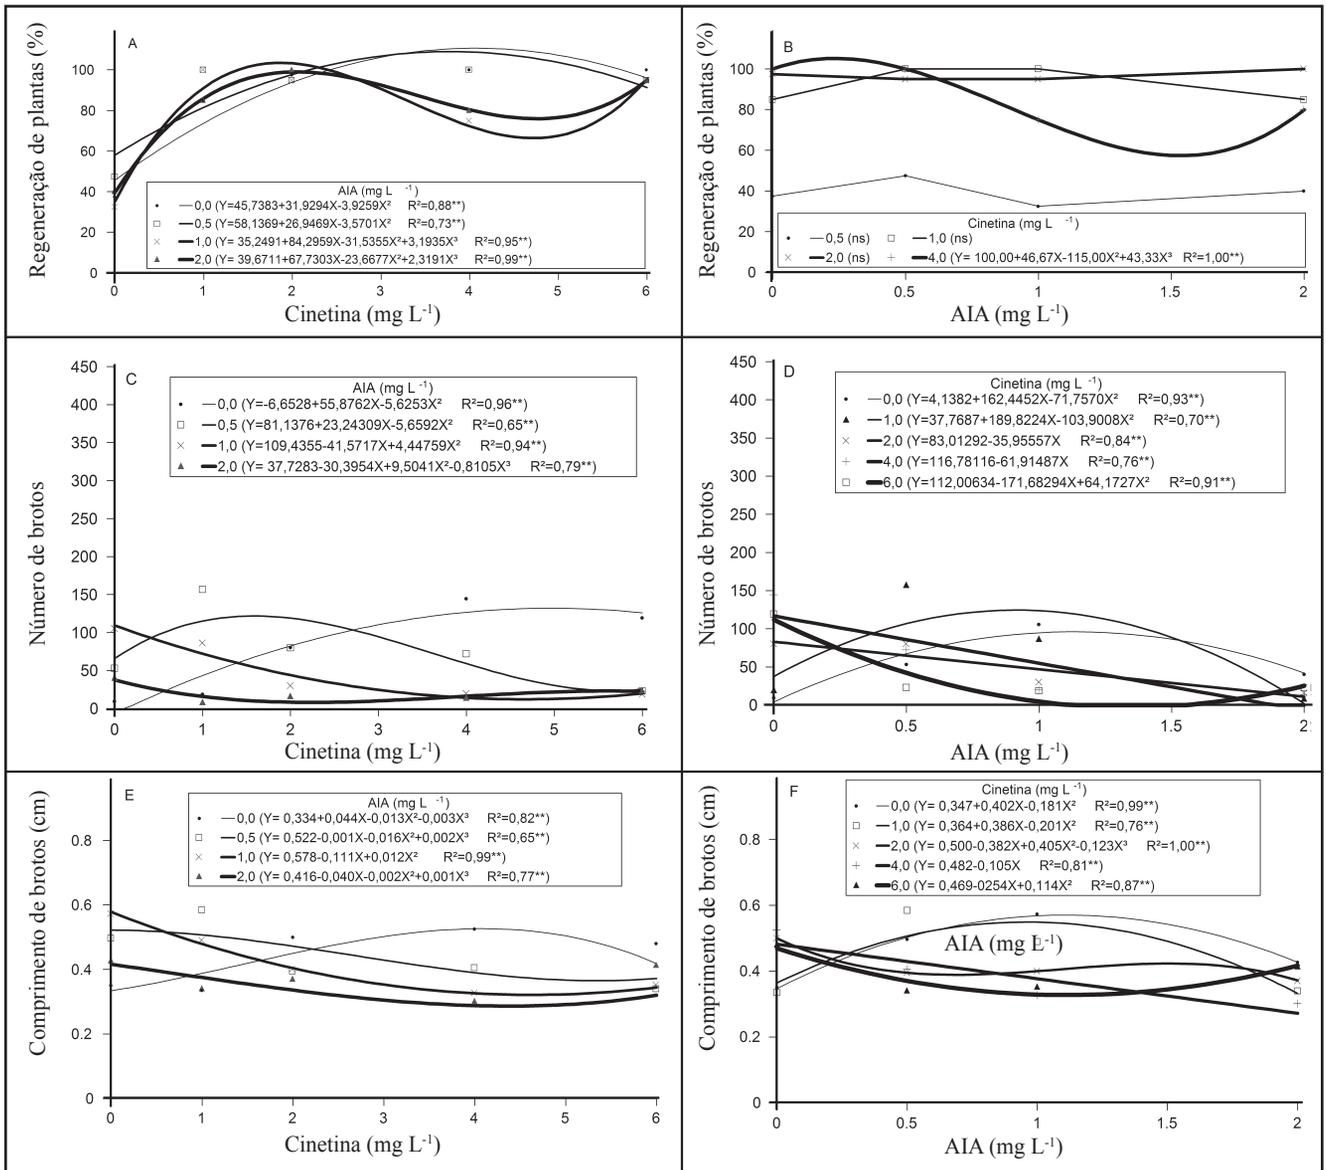 A
Regeneração de plantas (%)
100
80
60
40
20
0
AIA (mg L⁻¹)
0,0 (Y=45,7383+31,9294X-3,9259X² R²=0,88**)
0,5 (Y=58,1369+26,9469X-3,5701X² R²=0,73**)
1,0 (Y= 35,2491+84,2959X-31,5355X²+3,1935X³ R²=0,95**)
2,0 (Y= 39,6711+67,7303X-23,6677X²+2,3191X³ R²=0,99**)
0 1 2 3 4 5 6
Cinetina (mg L⁻¹)
B
Regeneração de plantas (%)
100
80
60
40
20
0
Cinetina (mg L⁻¹)
0,5 (ns) 1,0 (ns)
2,0 (ns) 4,0 (Y= 100,00+46,67X-115,00X²+43,33X³ R²=1,00**)
0 0.5 1 1.5 2
AIA (mg L⁻¹)
C
Número de brotos
450
400
350
300
250
200
150
100
50
0
AIA (mg L⁻¹)
0,0 (Y=-6,6528+55,8762X-5,6253X² R²=0,96**)
0,5 (Y=81,1376+23,24309X-5,6592X² R²=0,65**)
1,0 (Y=109,4355-41,5717X+4,44759X² R²=0,94**)
2,0 (Y= 37,7283-30,3954X+9,5041X²-0,8105X³ R²=0,79**)
0 1 2 3 4 5 6
Cinetina (mg L⁻¹)
D
Número de brotos
450
400
350
300
250
200
150
100
50
0
Cinetina (mg L⁻¹)
0,0 (Y=4,1382+162,4452X-71,7570X² R²=0,93**)
1,0 (Y=37,7687+189,8224X-103,9008X² R²=0,70**)
2,0 (Y=83,01292-35,95557X R²=0,84**)
4,0 (Y=116,78116-61,91487X R²=0,76**)
6,0 (Y=112,00634-171,68294X+64,1727X² R²=0,91**)
0 0.5 1 1.5 2
AIA (mg L⁻¹)
E
Comprimento de brotos (cm)
0.8
0.6
0.4
0.2
0
AIA (mg L⁻¹)
0,0 (Y= 0,334+0,044X-0,013X²-0,003X³ R²=0,82**)
0,5 (Y= 0,522-0,001X-0,016X²+0,002X³ R²=0,65**)
1,0 (Y= 0,578-0,111X+0,012X² R²=0,99**)
2,0 (Y= 0,416-0,040X-0,002X²+0,001X³ R²=0,77**)
0 1 2 3 4 5 6
Cinetina (mg L⁻¹)
F
Comprimento de brotos (cm)
0.8
0.6
0.4
0.2
0
Cinetina (mg L⁻¹)
0,0 (Y= 0,347+0,402X-0,181X² R²=0,99**)
1,0 (Y= 0,364+0,386X-0,201X² R²=0,76**)
2,0 (Y= 0,500-0,382X+0,405X²-0,123X³ R²=1,00**)
4,0 (Y= 0,482-0,105X R²=0,81**)
6,0 (Y= 0,469-0254X+0,114X² R²=0,87**)
AIA (mg L⁻¹)
0 0.5 1 1.5 2
AIA (mg L⁻¹)